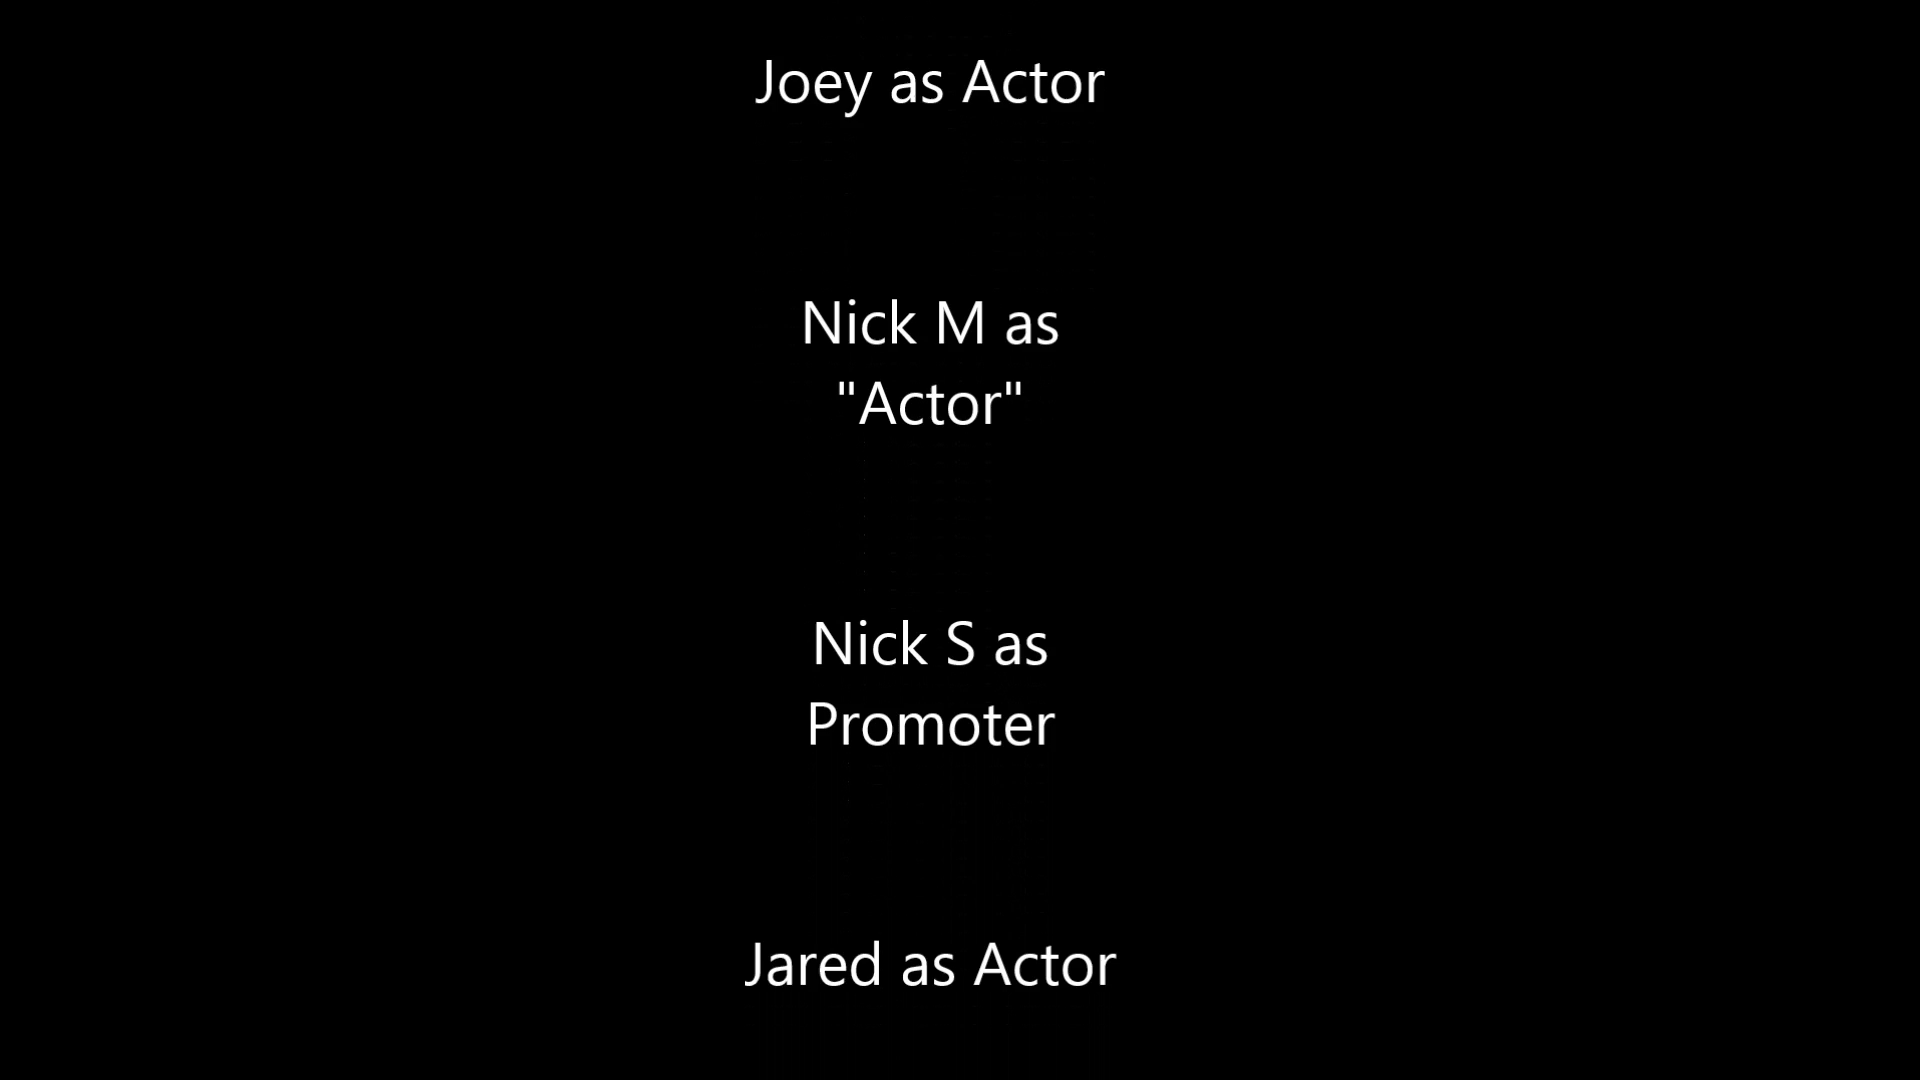 Joey as Actor
Nick M as
"Actor"
Nick S as
Promoter
Jared as Actor